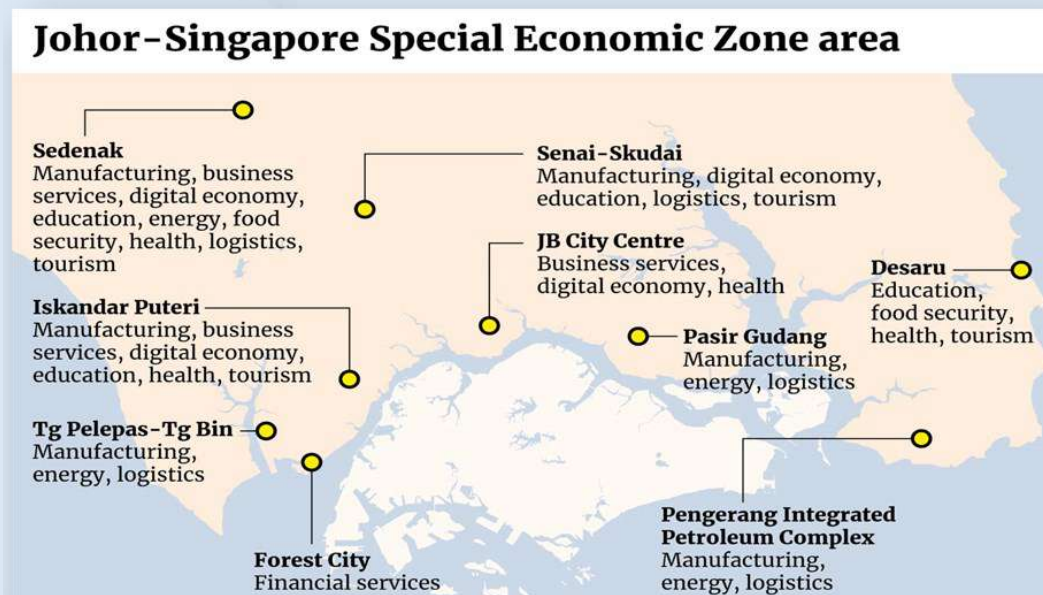 Johor-Singapore Special Economic Zone area
Sedenak
Manufacturing, business
services, digital economy,
education, energy, food
security, health, logistics,
tourism
Senai-Skudai
Manufacturing, digital economy,
education, logistics, tourism
JB City Centre
Business services,
digital economy, health
Desaru
Education,
food security,
health, tourism
Iskandar Puteri
Manufacturing, business
services, digital economy,
education, health, tourism
Pasir Gudang
Manufacturing,
energy, logistics
Tg Pelepas-Tg Bin
Manufacturing,
energy, logistics
Forest City
Financial services
Pengerang Integrated
Petroleum Complex
Manufacturing,
energy, logistics